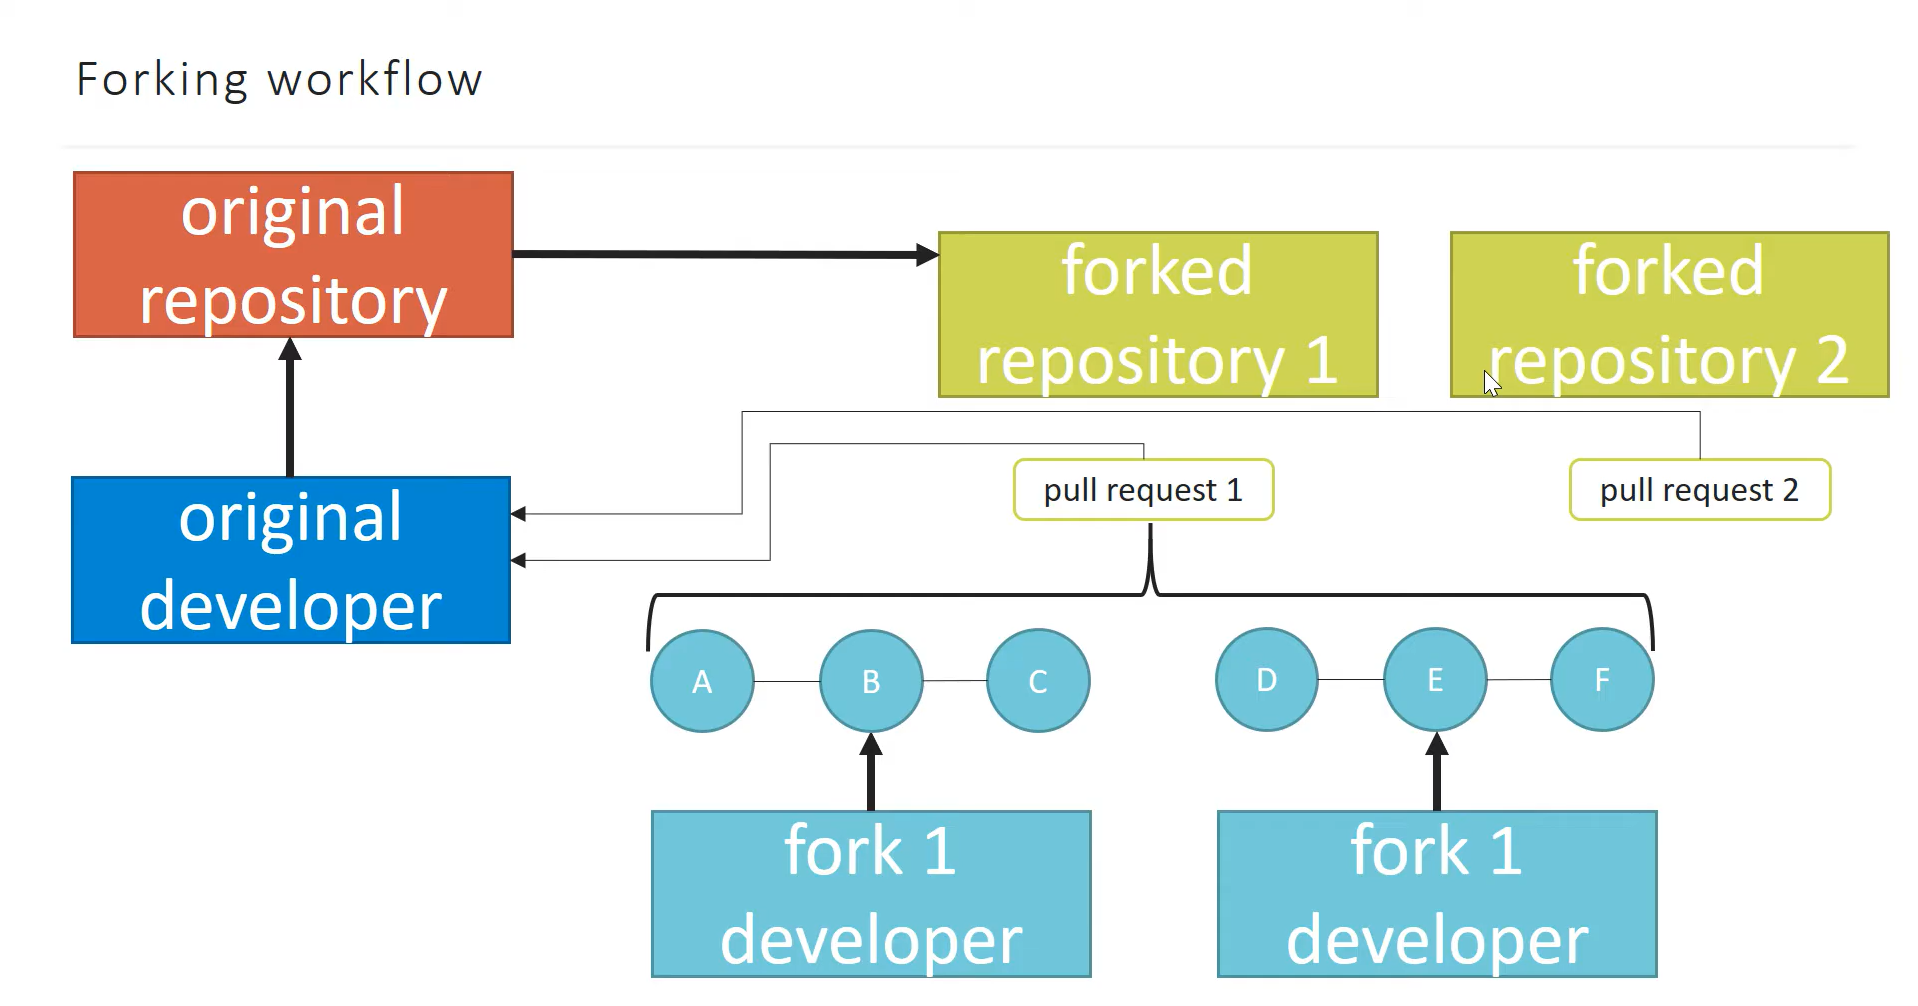 Forking workflow
original
repository
forked
repository 1
forked
repository 2
original
developer
pull request 1
pull request 2
A
B
C
D
E
F
fork 1
developer
fork 1
developer